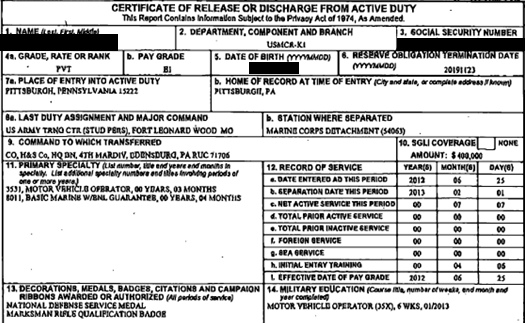 CERTIFICATE OF RELEASE OR DISCHARGE FROM ACTIVE DUTY
This Report Contains Information Subject to the Privacy Act of 1974, As Amended.
1. NAME (Last, First, Middle)
2. DEPARTMENT, COMPONENT AND BRANCH
USMCR-K1
3. SOCIAL SECURITY NUMBER
4a. GRADE, RATE OR RANK
PVT
b. PAY GRADE
E1
5. DATE OF BIRTH (YYYYMMDD)
6. RESERVE OBLIGATION TERMINATION DATE
(YYYYMMDD)
20191123
7a. PLACE OF ENTRY INTO ACTIVE DUTY
PITTSBURGH, PENNSYLVANIA 15222
b. HOME OF RECORD AT TIME OF ENTRY (City and state, or complete address if known)
PITTSBURGH, PA
8a. LAST DUTY ASSIGNMENT AND MAJOR COMMAND
US ARMY TRNG CTR (STUD PERS), FORT LEONARD WOOD MO
b. STATION WHERE SEPARATED
MARINE CORPS DETACHMENT (54063)
9. COMMAND TO WHICH TRANSFERRED
CO, H&S Co, HQ BN, 4TH MARDIV, EBENSBURG, PA RUC 71706
10. SGLI COVERAGE
NONE
AMOUNT: $ 400,000
11. PRIMARY SPECIALTY (List number, title and years and months in
specialty. List additional specialty numbers and titles involving periods of
one or more years.)
3531, MOTOR VEHICLE OPERATOR, 00 YEARS, 03 MONTHS
8011, BASIC MARINE W/ENL GUARANTEE, 00 YEARS, 04 MONTHS
12. RECORD OF SERVICE YEAR(S) MONTH(S) DAY(S)
a. DATE ENTERED AD THIS PERIOD 2012 06 25
b. SEPARATION DATE THIS PERIOD 2013 02 01
c. NET ACTIVE SERVICE THIS PERIOD 00 07 07
d. TOTAL PRIOR ACTIVE SERVICE 00 00 00
e. TOTAL PRIOR INACTIVE SERVICE 00 00 00
f. FOREIGN SERVICE 00 00 00
g. SEA SERVICE 00 00 00
h. INITIAL ENTRY TRAINING 00 04 06
i. EFFECTIVE DATE OF PAY GRADE 2012 06 25
13. DECORATIONS, MEDALS, BADGES, CITATIONS AND CAMPAIGN
RIBBONS AWARDED OR AUTHORIZED (All periods of service)
NATIONAL DEFENSE SERVICE MEDAL
MARKSMAN RIFLE QUALIFICATION BADGE
14. MILITARY EDUCATION (Course title, number of weeks, and month and
year completed)
MOTOR VEHICLE OPERATOR (35X), 6 WKS, 01/2013